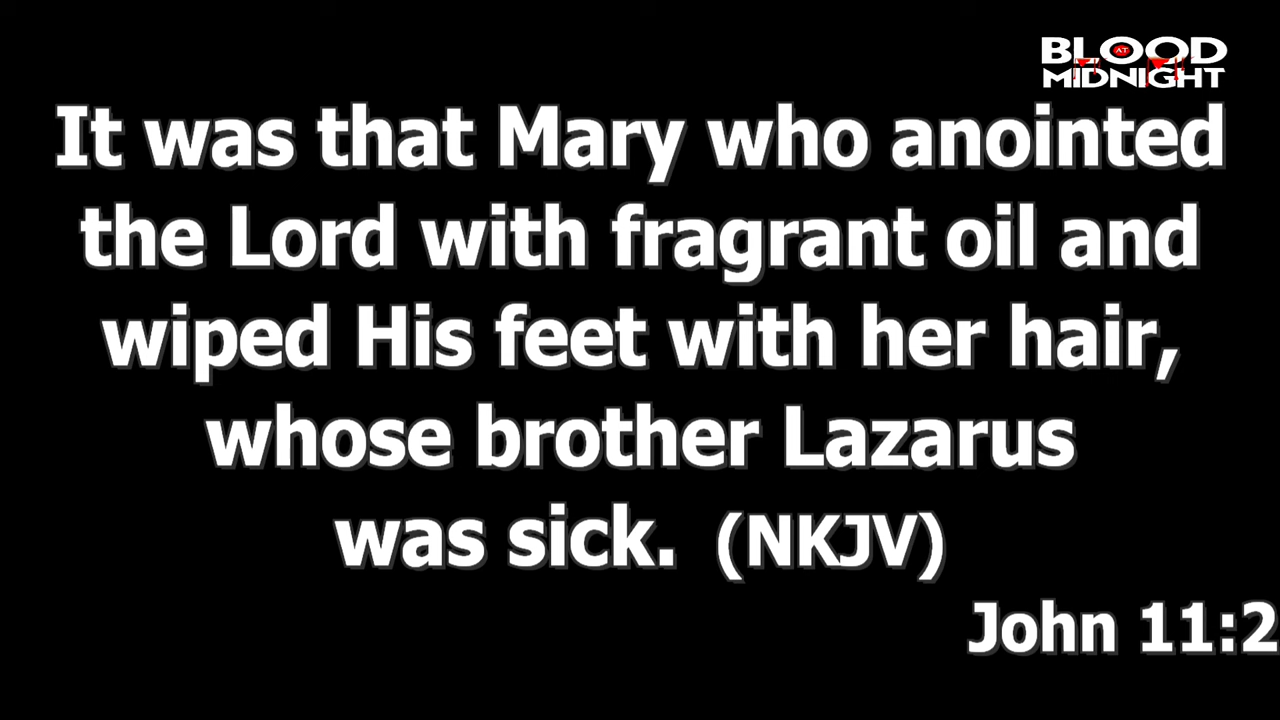 BLOOD
AT
MIDNIGHT
It was that Mary who anointed
the Lord with fragrant oil and
wiped His feet with her hair,
whose brother Lazarus
was sick. (NKJV)
John 11:2